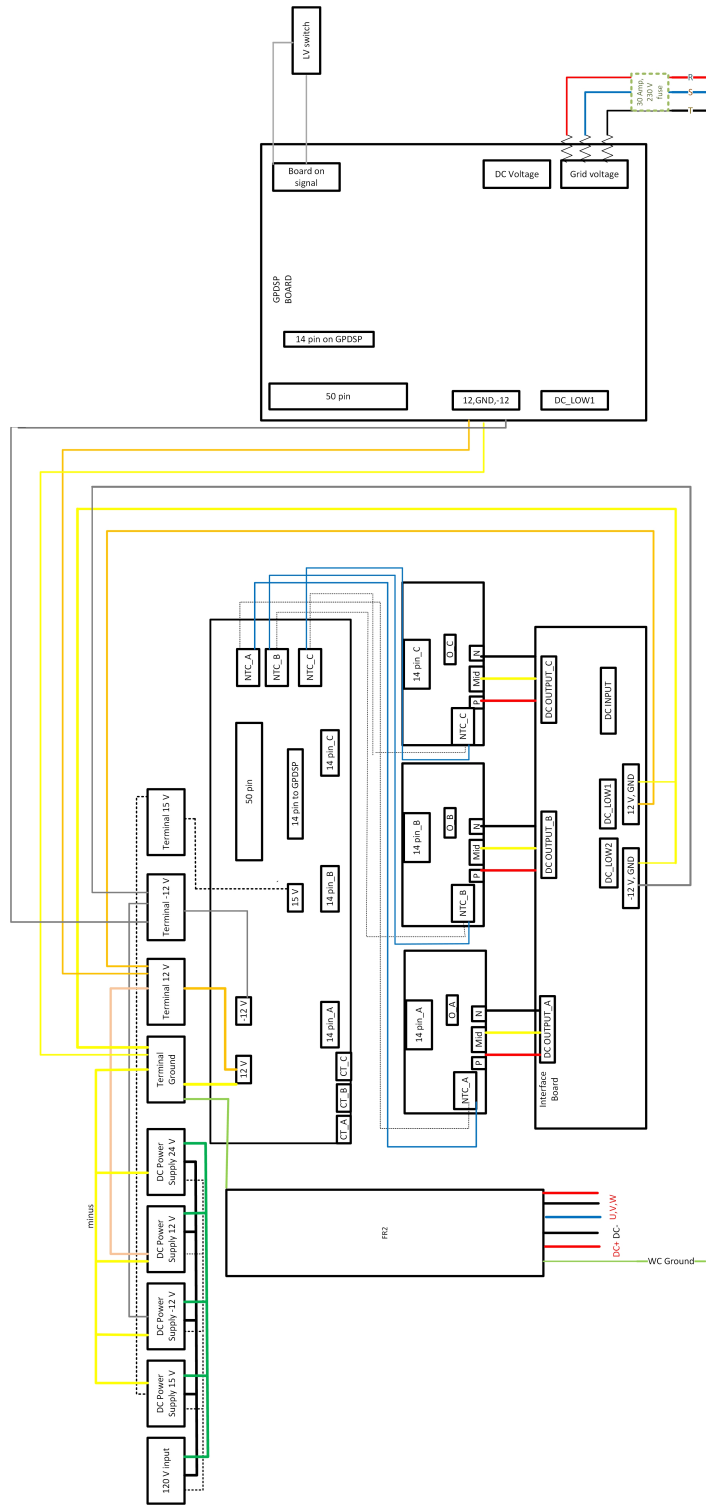 LV switch
R
S
T
30 Amp,
230 V
fuse
Board on
signal
DC Voltage
Grid voltage
GPDSP
BOARD
14 pin on GPDSP
50 pin
12,GND,-12
DC_LOW1
NTC_A
NTC_B
NTC_C
50 pin
14 pin to GPDSP
14 pin_C
15 V
14 pin_B
-12 V
12 V
14 pin_A
CT_C
CT_B
CT_A
14 pin_C
O_C
N
Mid
P
NTC_C
14 pin_B
O_B
N
Mid
P
NTC_B
14 pin_A
O_A
N
Mid
P
NTC_A
DC OUTPUT_C
DC INPUT
DC OUTPUT_B
DC_LOW1
12 V, GND
DC_LOW2
-12 V, GND
DC OUTPUT_A
Interface
Board
Terminal 15 V
Terminal -12 V
Terminal 12 V
Terminal
Ground
minus
DC Power
Supply 24 V
DC Power
Supply 12 V
DC Power
Supply -12 V
DC Power
Supply 15 V
120 V input
FR2
U,V,W
DC+ DC-
WC Ground